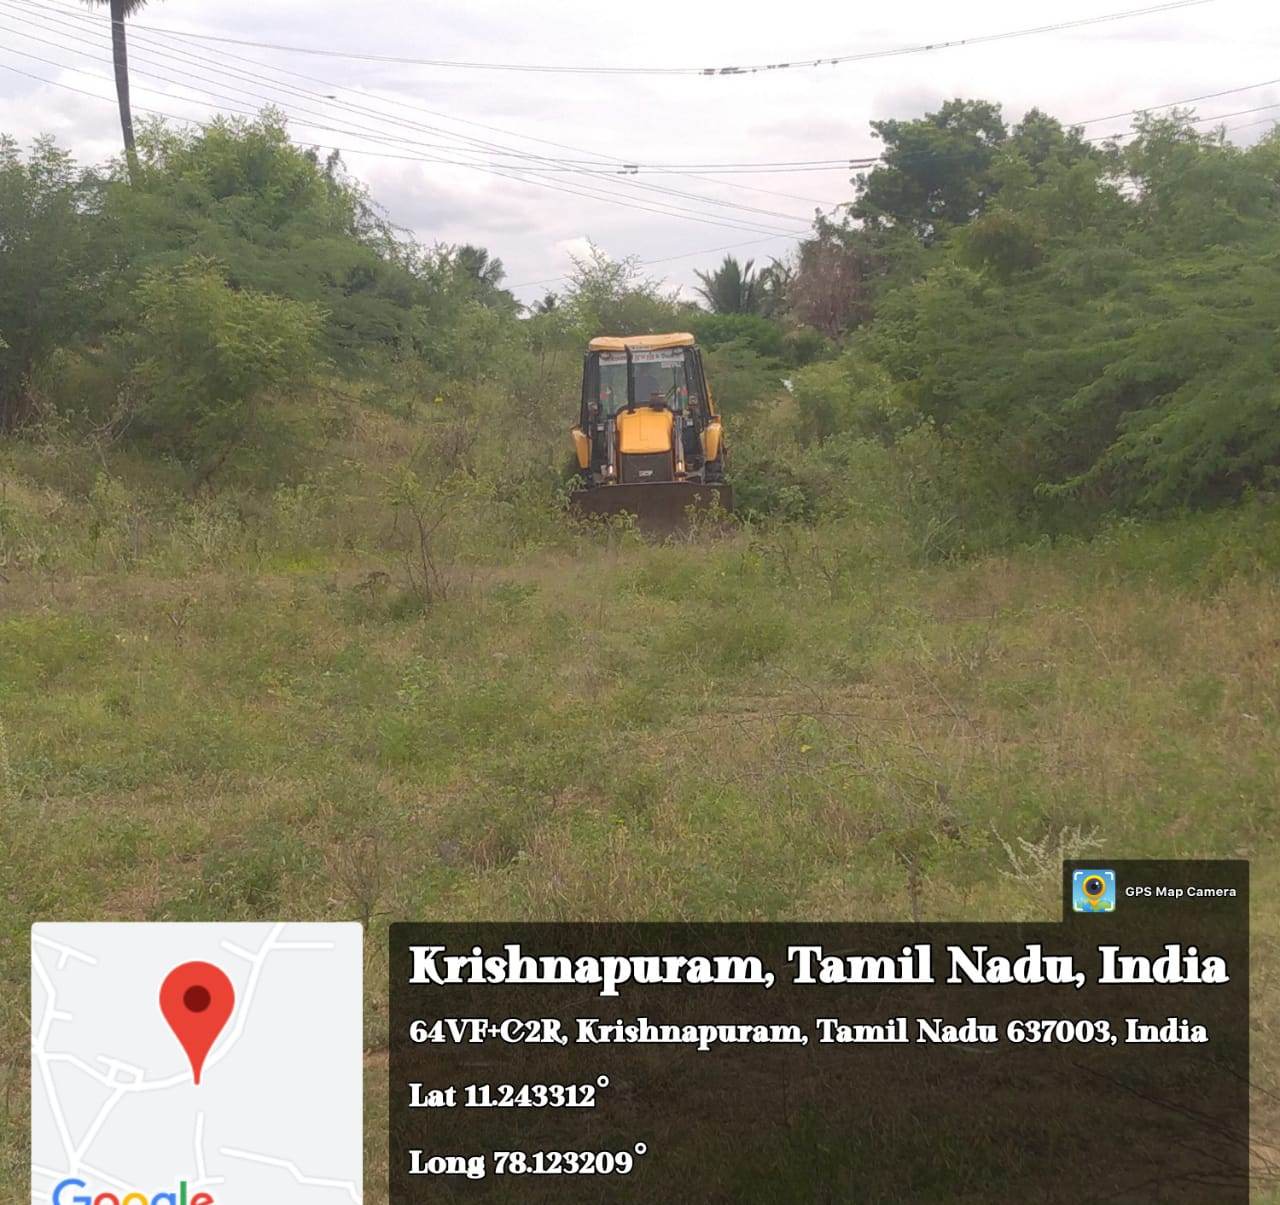 GPS Map Camera
Krishnapuram, Tamil Nadu, India
64VF+C2R, Krishnapuram, Tamil Nadu 637003, India
Lat 11.243312°
Long 78.123209°
Google